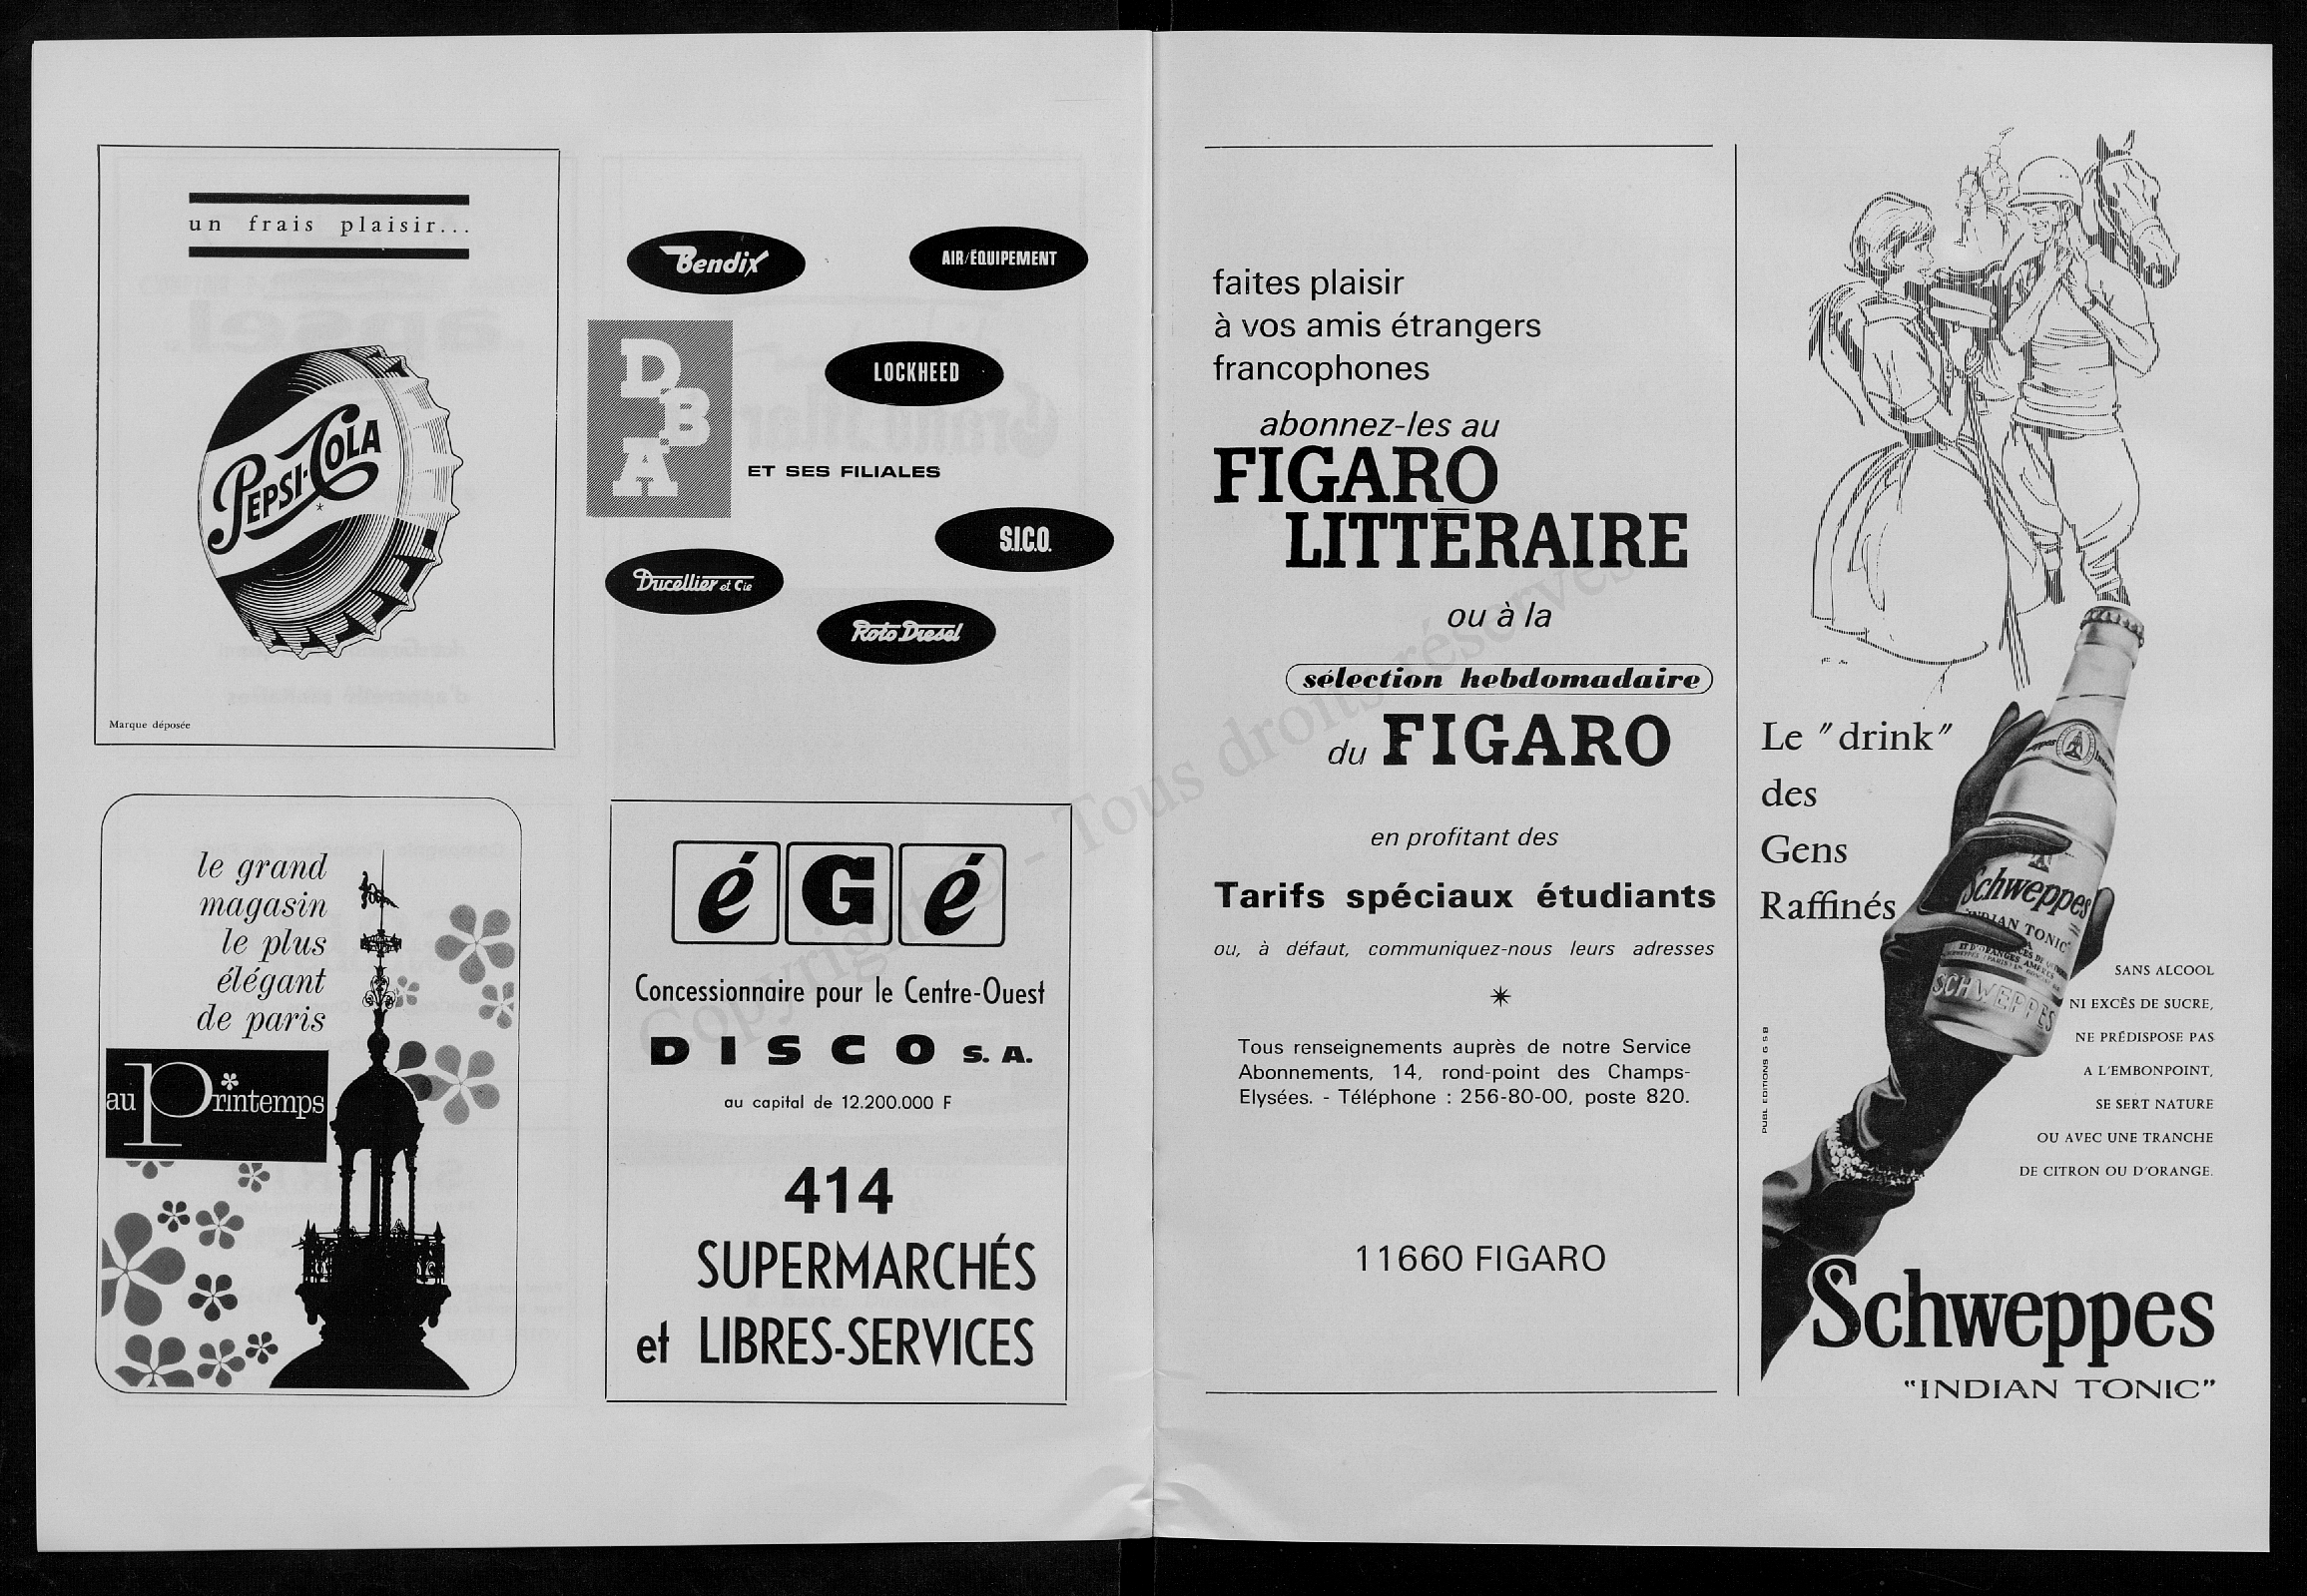 un frais plaisir...
PEPSI-COLA
*
Marque déposée
Bendix
AIR/ÉQUIPEMENT
DBA
LOCKHEED
ET SES FILIALES
S.I.C.O.
Ducellier et Cie
Roto Diesel
le grand
magasin
le plus
élégant
de paris
au Printemps
é G é
Concessionnaire pour le Centre-Ouest
DISCO S. A.
au capital de 12.200.000 F
414
SUPERMARCHÉS
et LIBRES-SERVICES
faites plaisir
à vos amis étrangers
francophones
abonnez-les au
FIGARO
LITTÉRAIRE
ou à la
sélection hebdomadaire
du FIGARO
en profitant des
Tarifs spéciaux étudiants
ou, à défaut, communiquez-nous leurs adresses
Tous renseignements auprès de notre Service
Abonnements, 14, rond-point des Champs-
Elysées. - Téléphone : 256-80-00, poste 820.
11660 FIGARO
Le "drink"
des
Gens
Raffinés
Schweppes
INDIAN TONIC
SCHWEPPES
SANS ALCOOL
NI EXCÈS DE SUCRE,
NE PRÉDISPOSE PAS
A L'EMBONPOINT,
SE SERT NATURE
OU AVEC UNE TRANCHE
DE CITRON OU D'ORANGE.
PUBL EDITIONS G S B
Schweppes
"INDIAN TONIC"
Copyright © - Tous droits réservés